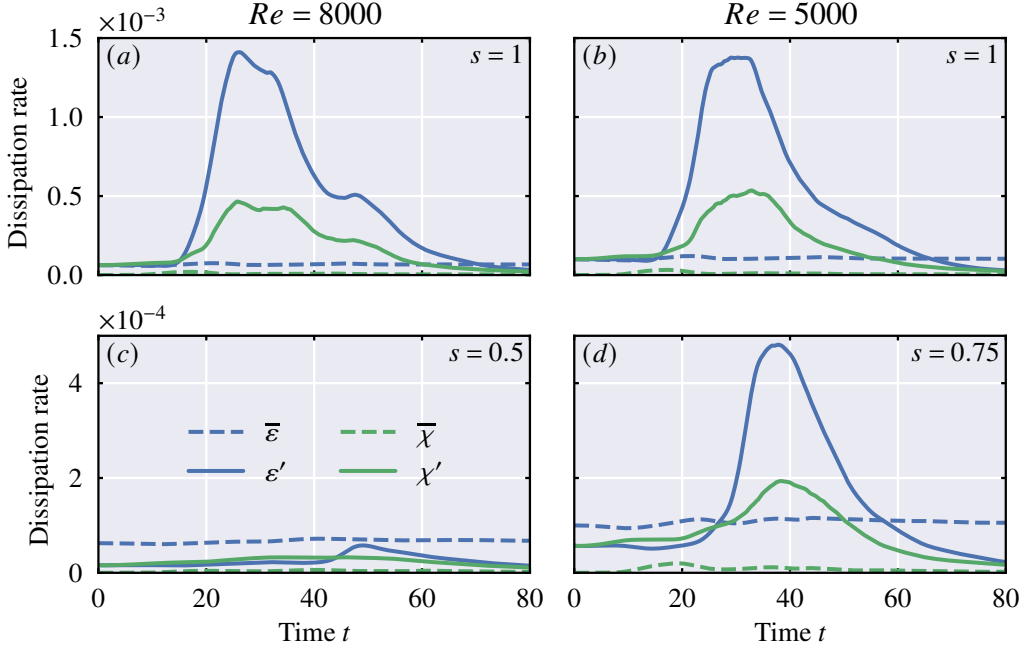 Re = 8000 Re = 5000
×10⁻³
(a) s = 1 (b) s = 1
1.5
1.0
0.5
0.0
Dissipation rate
×10⁻⁴
(c) s = 0.5 (d) s = 0.75
4
2
0
Dissipation rate
ε̅ χ̅
ε′ χ′
0 20 40 60 80 0 20 40 60 80
Time t Time t